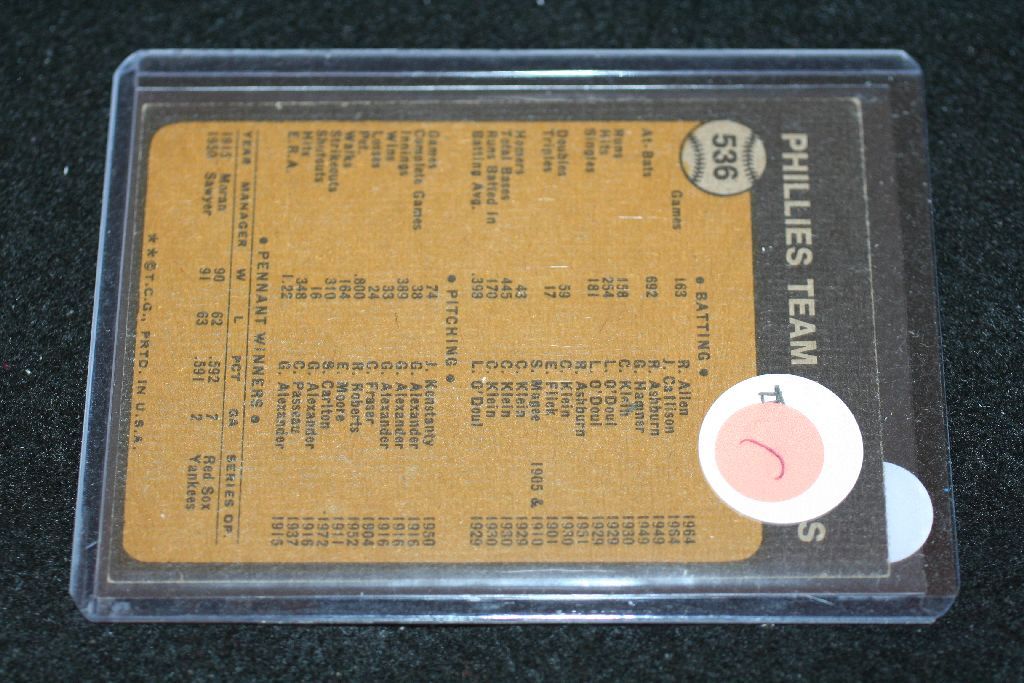 536
PHILLIES TEAM
S
• BATTING •
Games 163 R. Allen 1964
J. Callison 1964
At-Bats 692 R. Ashburn 1949
G. Hamner 1949
Runs 158 C. Klein 1930
Hits 254 L. O'Doul 1929
Singles 181 L. O'Doul 1929
R. Ashburn 1951
Doubles 59 C. Klein 1930
Triples 17 E. Flick 1901
S. Magee 1905 & 1910
Homers 43 C. Klein 1929
Total Bases 445 C. Klein 1930
Runs Batted In 170 C. Klein 1930
Batting Avg. .398 L. O'Doul 1929
• PITCHING •
Games 74 J. Konstanty 1950
Complete Games 38 G. Alexander 1916
Innings 389 G. Alexander 1916
Wins 33 G. Alexander 1916
Losses 24 C. Fraser 1904
Pct. .800 R. Roberts 1952
Walks 164 E. Moore 1911
Strikeouts 310 S. Carlton 1972
Shutouts 16 G. Alexander 1916
Hits 348 C. Passeau 1937
E.R.A. 1.22 G. Alexander 1915
• PENNANT WINNERS •
YEAR MANAGER W L PCT GA SERIES OP.
1915 Moran 90 62 .592 7 Red Sox
1950 Sawyer 91 63 .591 2 Yankees
**©T.C.G., PRTD. IN U.S.A.